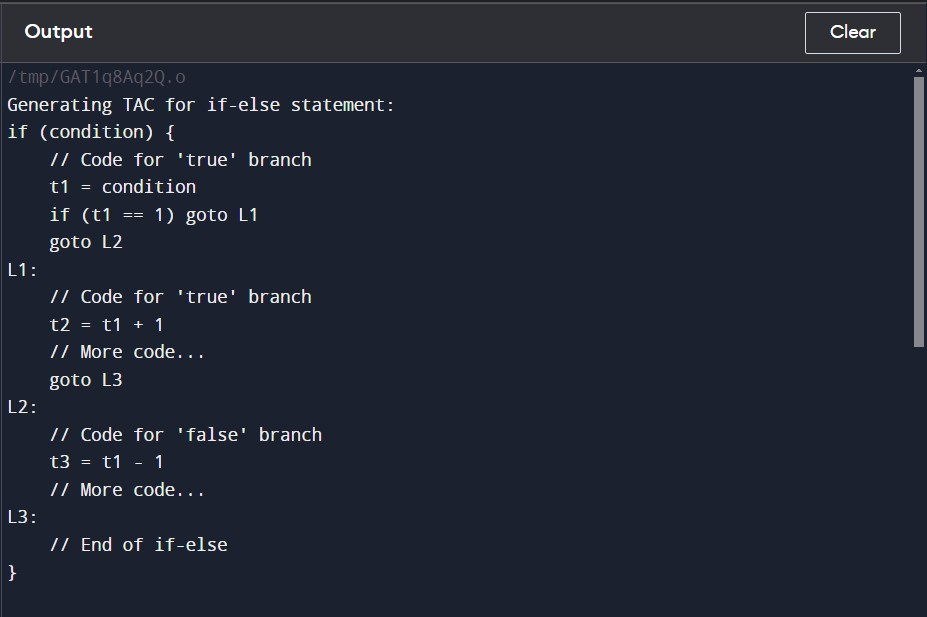 Output
Clear
/tmp/GAT1q8Aq2Q.o
Generating TAC for if-else statement:
if (condition) {
    // Code for 'true' branch
    t1 = condition
    if (t1 == 1) goto L1
    goto L2
L1:
    // Code for 'true' branch
    t2 = t1 + 1
    // More code...
    goto L3
L2:
    // Code for 'false' branch
    t3 = t1 - 1
    // More code...
L3:
    // End of if-else
}